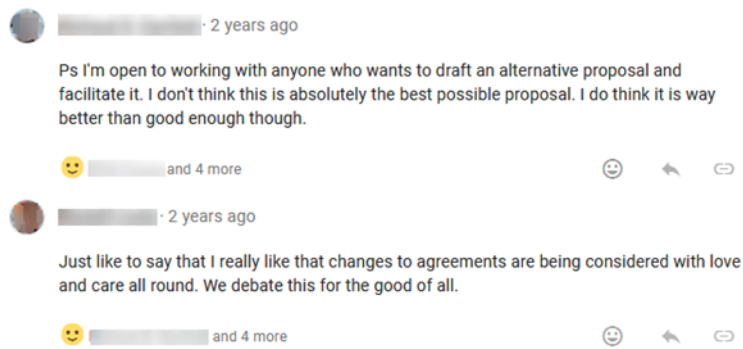 · 2 years ago
Ps I'm open to working with anyone who wants to draft an alternative proposal and
facilitate it. I don't think this is absolutely the best possible proposal. I do think it is way
better than good enough though.
and 4 more
· 2 years ago
Just like to say that I really like that changes to agreements are being considered with love
and care all round. We debate this for the good of all.
and 4 more